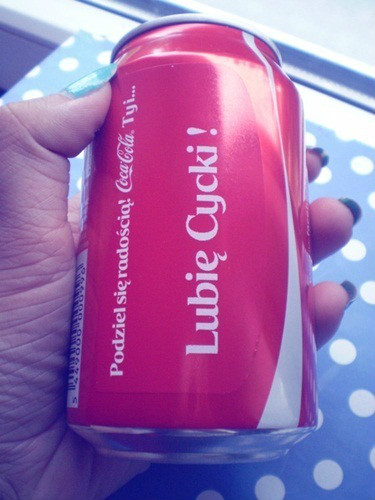 Podziel się radością! Coca-Cola. Ty i...
Lubię Cycki!